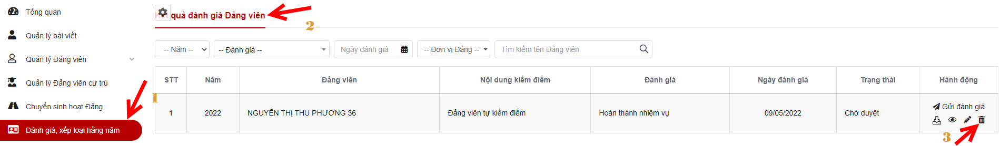 Tổng quan
Quản lý bài viết
Quản lý Đảng viên
Quản lý Đảng viên cư trú
Chuyển sinh hoạt Đảng
Đánh giá, xếp loại hằng năm
1
quả đánh giá Đảng viên
2
-- Năm -- -- Đánh giá -- Ngày đánh giá -- Đơn vị Đảng -- Tìm kiếm tên Đảng viên
STT Năm Đảng viên Nội dung kiểm điểm Đánh giá Ngày đánh giá Trạng thái Hành động
1 2022 NGUYỄN THỊ THU PHƯƠNG 36 Đảng viên tự kiểm điểm Hoàn thành nhiệm vụ 09/05/2022 Chờ duyệt Gửi đánh giá
3